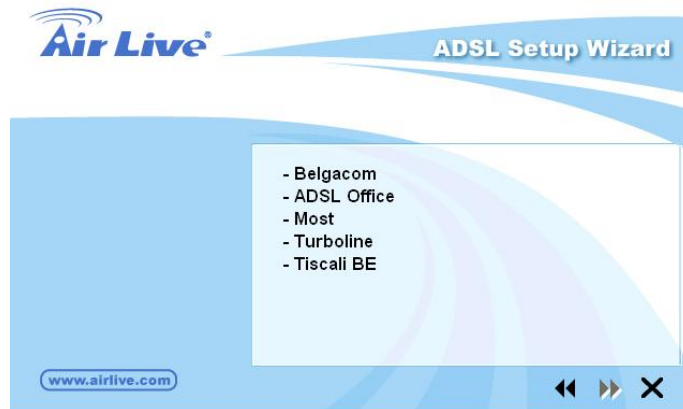 Air Live®
ADSL Setup Wizard
- Belgacom
- ADSL Office
- Most
- Turboline
- Tiscali BE
www.airlive.com